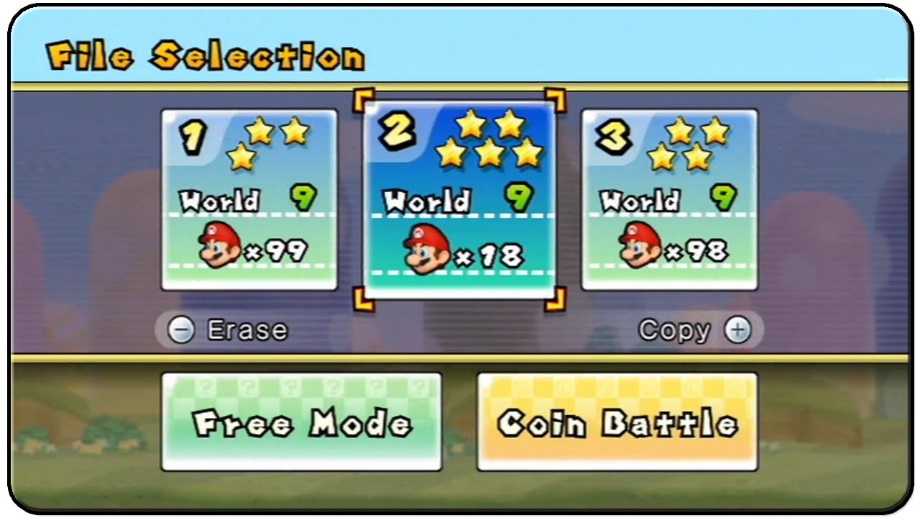 File Selection
1
World 9
×99
2
World 9
×18
3
World 9
×98
− Erase
Copy +
Free Mode
Coin Battle